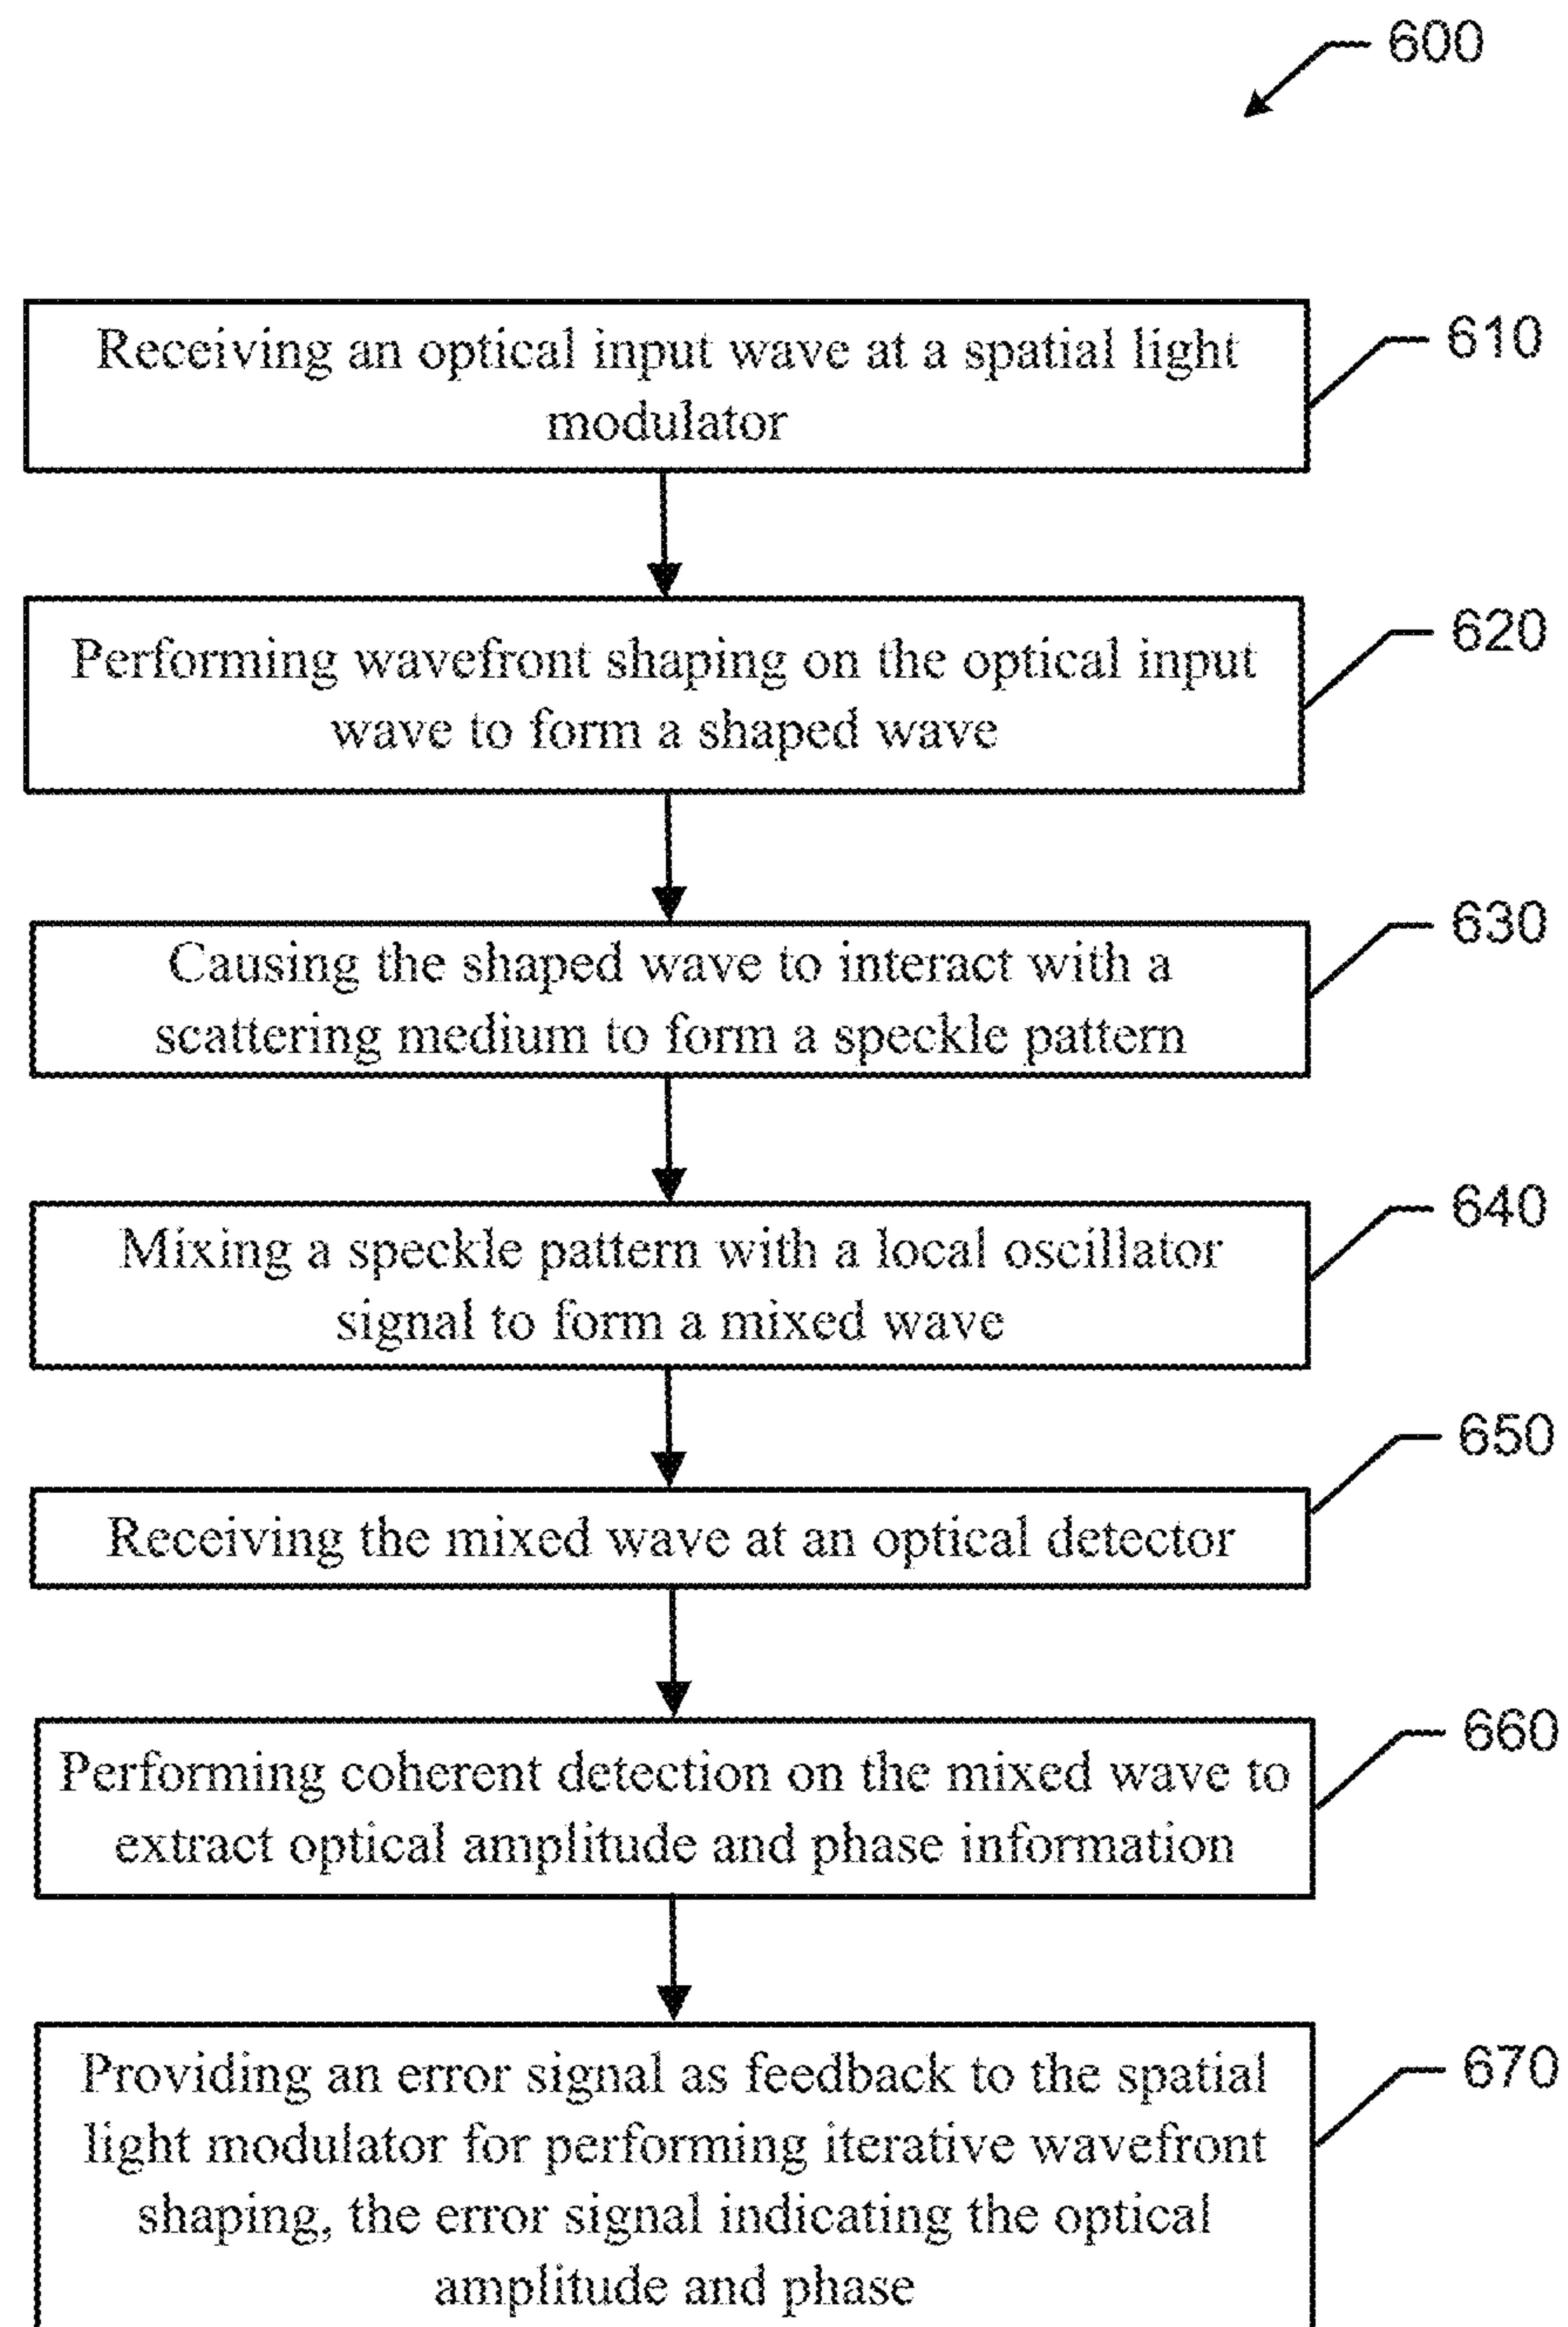 600
Receiving an optical input wave at a spatial light
modulator
610
Performing wavefront shaping on the optical input
wave to form a shaped wave
620
Causing the shaped wave to interact with a
scattering medium to form a speckle pattern
630
Mixing a speckle pattern with a local oscillator
signal to form a mixed wave
640
Receiving the mixed wave at an optical detector
650
Performing coherent detection on the mixed wave to
extract optical amplitude and phase information
660
Providing an error signal as feedback to the spatial
light modulator for performing iterative wavefront
shaping, the error signal indicating the optical
amplitude and phase
670